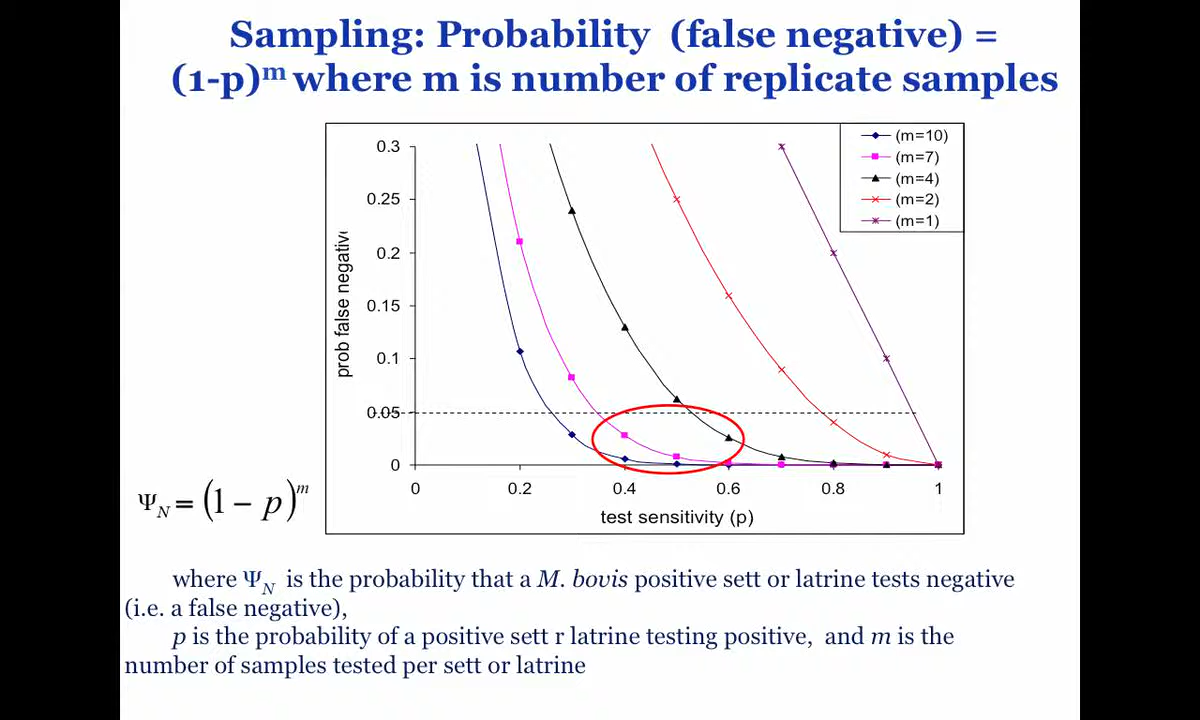 Sampling: Probability (false negative) =
(1-p)ᵐ where m is number of replicate samples
(m=10)
(m=7)
(m=4)
(m=2)
(m=1)
prob false negativ
0.3
0.25
0.2
0.15
0.1
0.05
0
0 0.2 0.4 0.6 0.8 1
test sensitivity (p)
Ψ_N = (1 − p)^m
where Ψ_N is the probability that a M. bovis positive sett or latrine tests negative
(i.e. a false negative),
p is the probability of a positive sett r latrine testing positive, and m is the
number of samples tested per sett or latrine